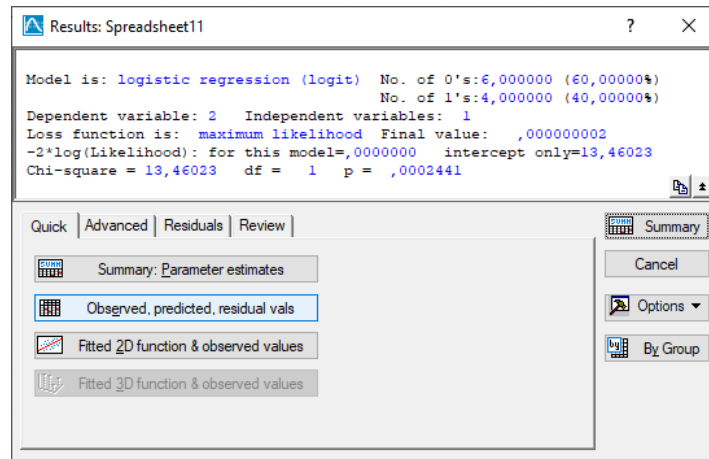 Results: Spreadsheet11 ? ×
Model is: logistic regression (logit) No. of 0's:6,000000 (60,00000%)
No. of 1's:4,000000 (40,00000%)
Dependent variable: 2 Independent variables: 1
Loss function is: maximum likelihood Final value: ,000000002
-2*log(Likelihood): for this model=,0000000 intercept only=13,46023
Chi-square = 13,46023 df = 1 p = ,0002441
Quick Advanced Residuals Review
Summary
Summary: Parameter estimates
Cancel
Observed, predicted, residual vals
Options
Fitted 2D function & observed values
By Group
Fitted 3D function & observed values